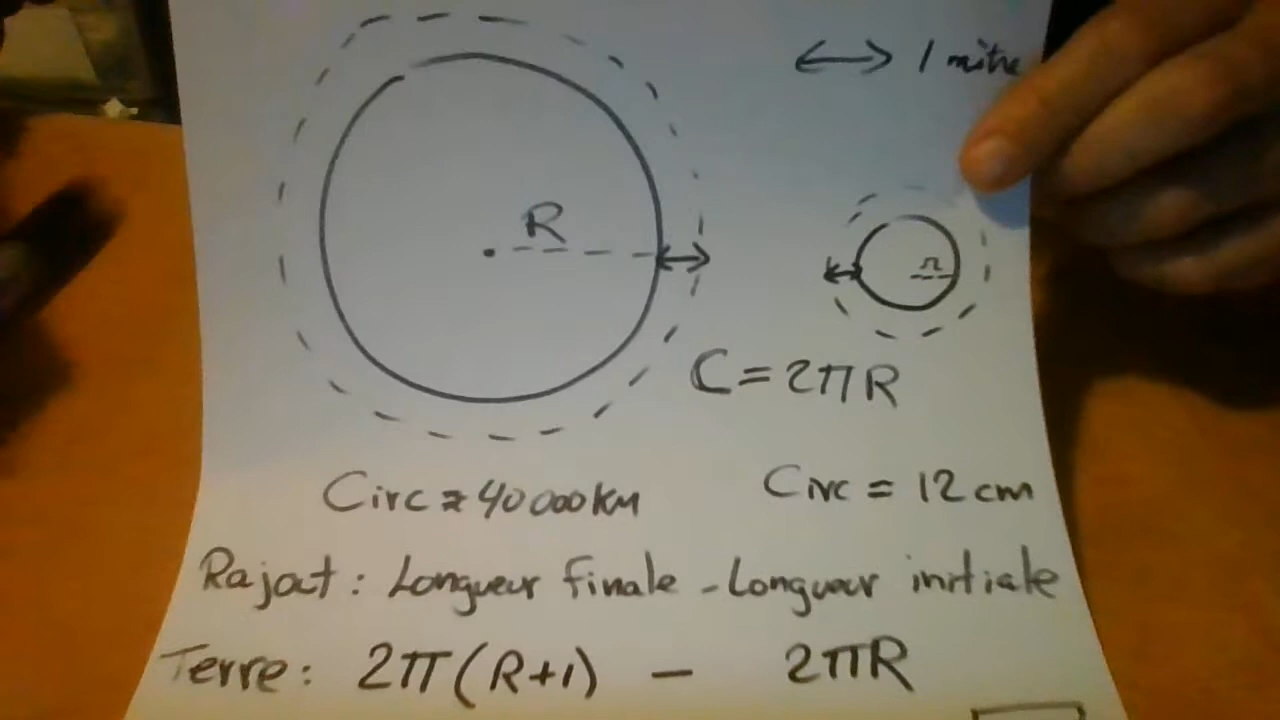 1 mètre
R
r
C = 2πR
Circ ≈ 40 000 km
Circ = 12 cm
Rajout : Longueur finale - Longueur initiale
Terre : 2π(R+1) - 2πR